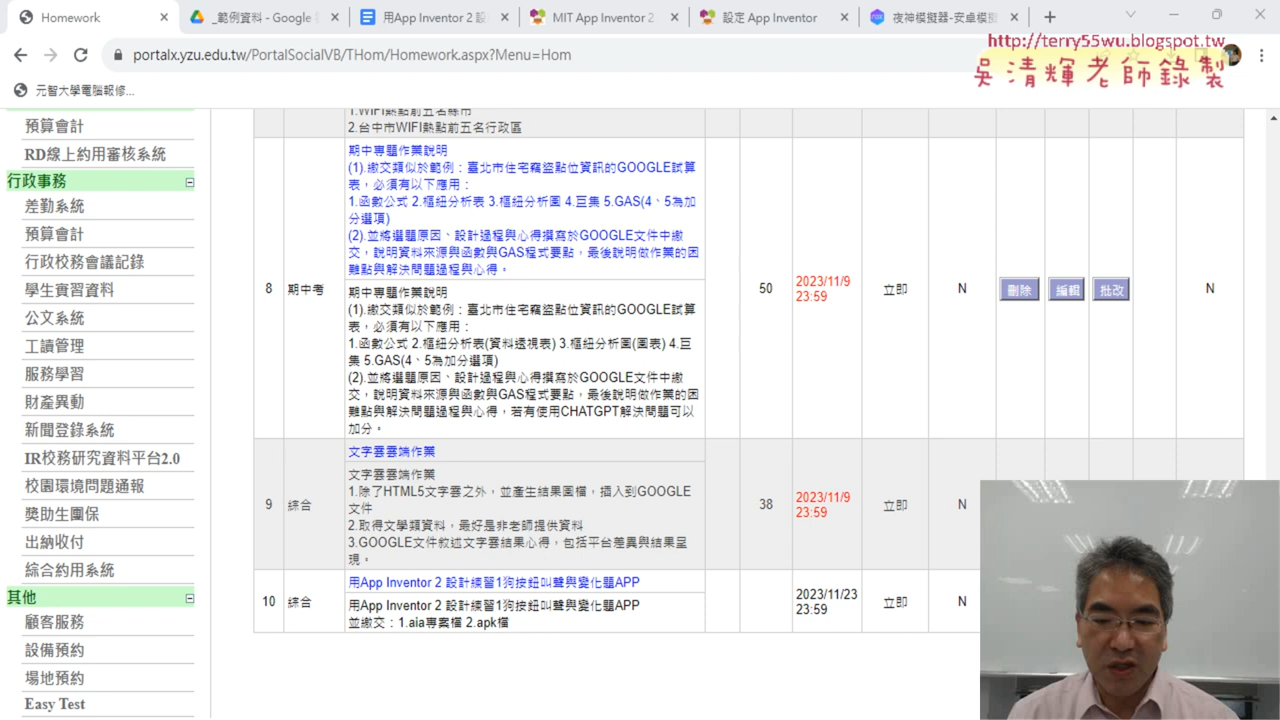 Homework
_範例資料 - Google
用App Inventor 2 設
MIT App Inventor 2
設定 App Inventor
夜神模擬器-安卓模擬
portalx.yzu.edu.tw/PortalSocialVB/THom/Homework.aspx?Menu=Hom
http://terry55wu.blogspot.tw
吳清輝老師錄製
元智大學電腦報修...
預算會計
RD線上約用審核系統
行政事務
差勤系統
預算會計
行政校務會議記錄
學生實習資料
公文系統
工讀管理
服務學習
財產異動
新聞登錄系統
IR校務研究資料平台2.0
校園環境問題通報
獎助生團保
出納收付
綜合約用系統
其他
顧客服務
設備預約
場地預約
Easy Test
1.WIFI熱點前五名縣市
2.台中市WIFI熱點前五名行政區
8
期中考
期中專題作業說明
(1).繳交類似於範例：臺北市住宅竊盜點位資訊的GOOGLE試算
表，必須有以下應用：
1.函數公式 2.樞紐分析表 3.樞紐分析圖 4.巨集 5.GAS(4、5為加
分選項)
(2).並將選題原因、設計過程與心得撰寫於GOOGLE文件中繳
交，說明資料來源與函數與GAS程式要點，最後說明做作業的困
難點與解決問題過程與心得。
期中專題作業說明
(1).繳交類似於範例：臺北市住宅竊盜點位資訊的GOOGLE試算
表，必須有以下應用：
1.函數公式 2.樞紐分析表(資料透視表) 3.樞紐分析圖(圖表) 4.巨
集 5.GAS(4、5為加分選項)
(2).並將選題原因、設計過程與心得撰寫於GOOGLE文件中繳
交，說明資料來源與函數與GAS程式要點，最後說明做作業的困
難點與解決問題過程與心得，若有使用CHATGPT解決問題可以
加分。
50
2023/11/9
23:59
立即
N
刪除
編輯
批改
N
9
綜合
文字雲雲端作業
文字雲雲端作業
1.除了HTML5文字雲之外，並產生結果圖檔，插入到GOOGLE
文件
2.取得文學類資料，最好是非老師提供資料
3.GOOGLE文件敘述文字雲結果心得，包括平台差異與結果呈
現。
38
2023/11/9
23:59
立即
N
10
綜合
用App Inventor 2 設計練習1狗按鈕叫聲與變化題APP
用App Inventor 2 設計練習1狗按鈕叫聲與變化題APP
並繳交：1.aia專案檔 2.apk檔
2023/11/23
23:59
立即
N